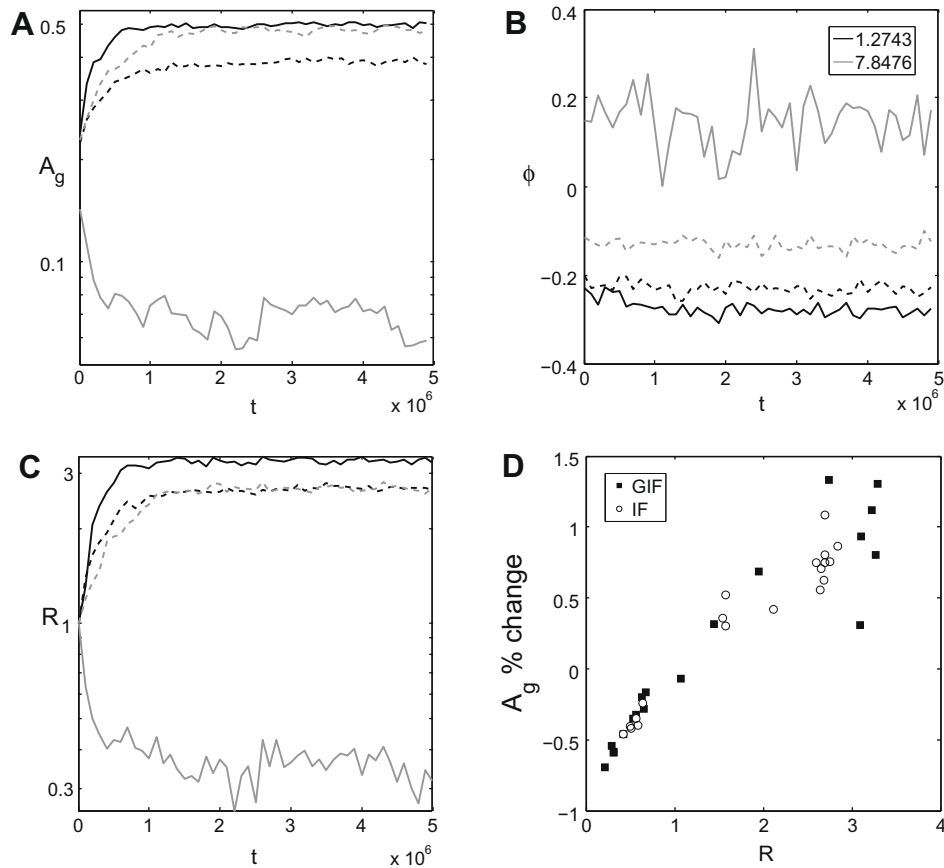 A
0.5
A_g
0.1
0 1 2 3 4 5
t
x 10^6
B
0.4
0.2
ϕ
0
−0.2
−0.4
1.2743
7.8476
0 1 2 3 4 5
t
x 10^6
C
3
R
1
0.3
0 1 2 3 4 5
t
x 10^6
D
1.5
1
0.5
0
−0.5
−1
A_g % change
GIF
IF
0 1 2 3 4
R